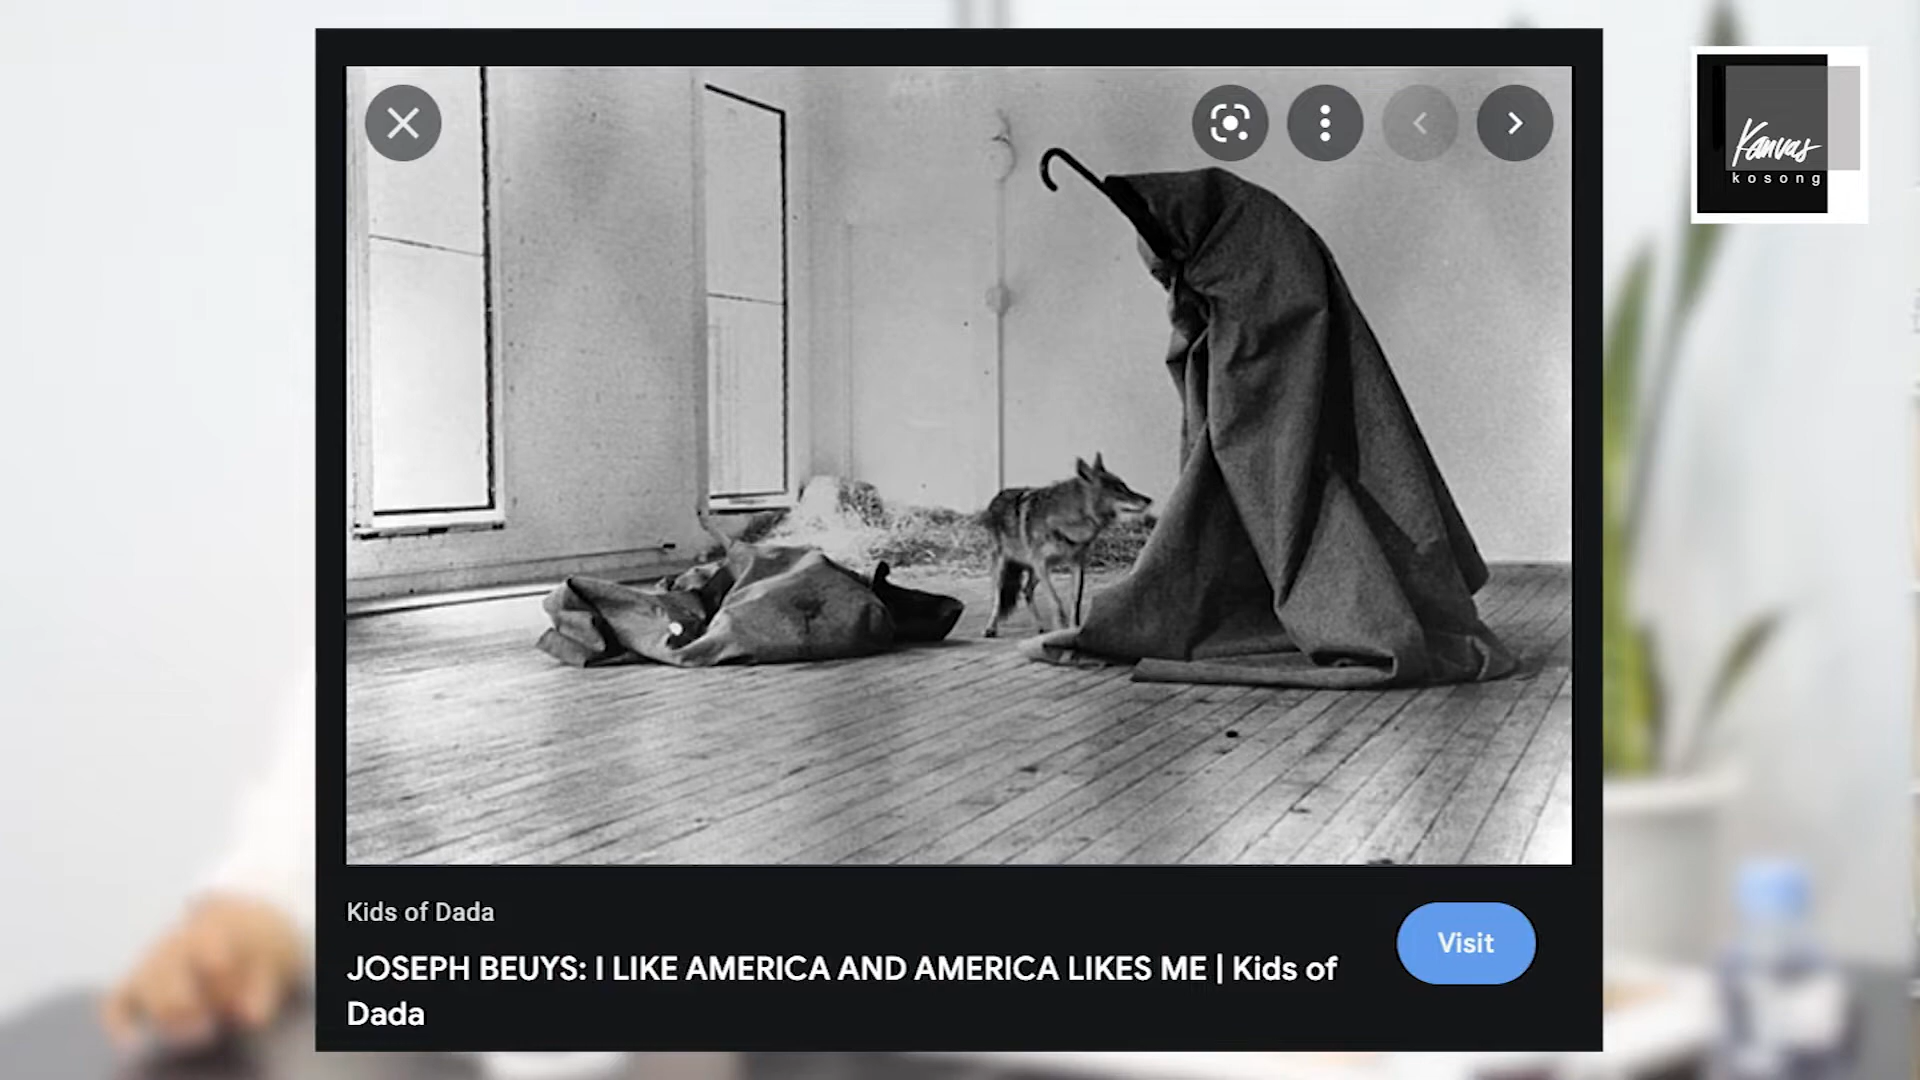 Kanvas
kosong
Kids of Dada
JOSEPH BEUYS: I LIKE AMERICA AND AMERICA LIKES ME | Kids of
Dada
Visit